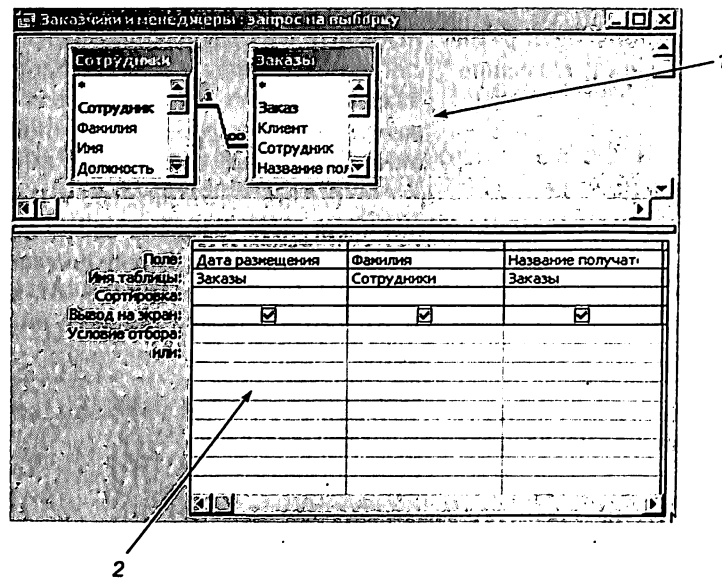 Заказчики и менеджеры : запрос на выборку
1
Сотрудники
*
Сотрудник
Фамилия
Имя
Должность
1
∞
Заказы
*
Заказ
Клиент
Сотрудник
Название пол
Поле: Дата размещения Фамилия Название получат
Имя таблицы: Заказы Сотрудники Заказы
Сортировка:
Вывод на экран:
Условие отбора:
или:
2